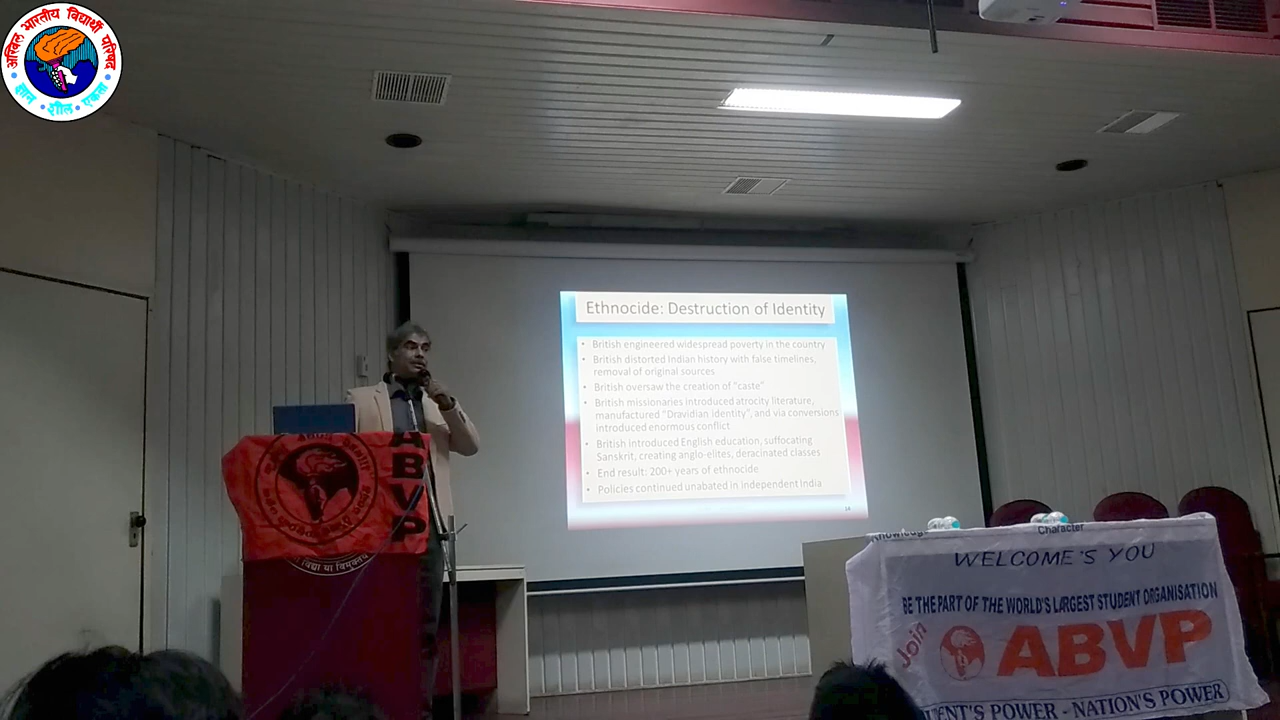 अखिल भारतीय विद्यार्थी परिषद
ज्ञान • शील • एकता
Ethnocide: Destruction of Identity
• British engineered widespread poverty in the country
• British distorted Indian history with false timelines,
removal of original sources
• British oversaw the creation of "caste"
• British missionaries introduced atrocity literature,
manufactured "Dravidian identity", and via conversions
introduced enormous conflict
• British introduced English education, suffocating
Sanskrit, creating anglo-elites, deracinated classes
• End result: 200+ years of ethnocide
• Policies continued unabated in independent India
ABVP
या विद्या या विमुक्तये
Character
WELCOME'S YOU
BE THE PART OF THE WORLD'S LARGEST STUDENT ORGANISATION
Join ABVP
POWER - NATION'S POWER